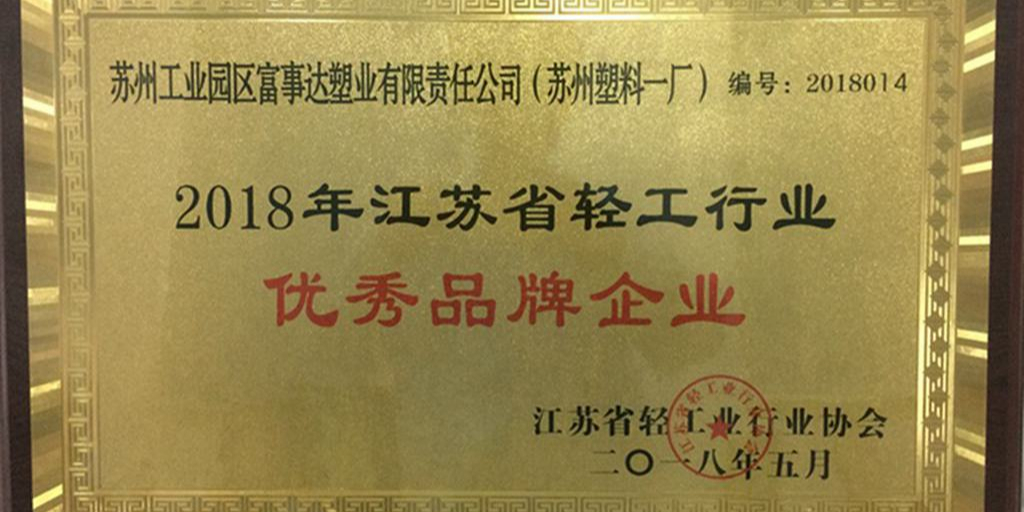 苏州工业园区富事达塑业有限责任公司（苏州塑料一厂） 编号：2018014
2018年江苏省轻工行业
优秀品牌企业
江苏省轻工业行业协会
二〇一八年五月